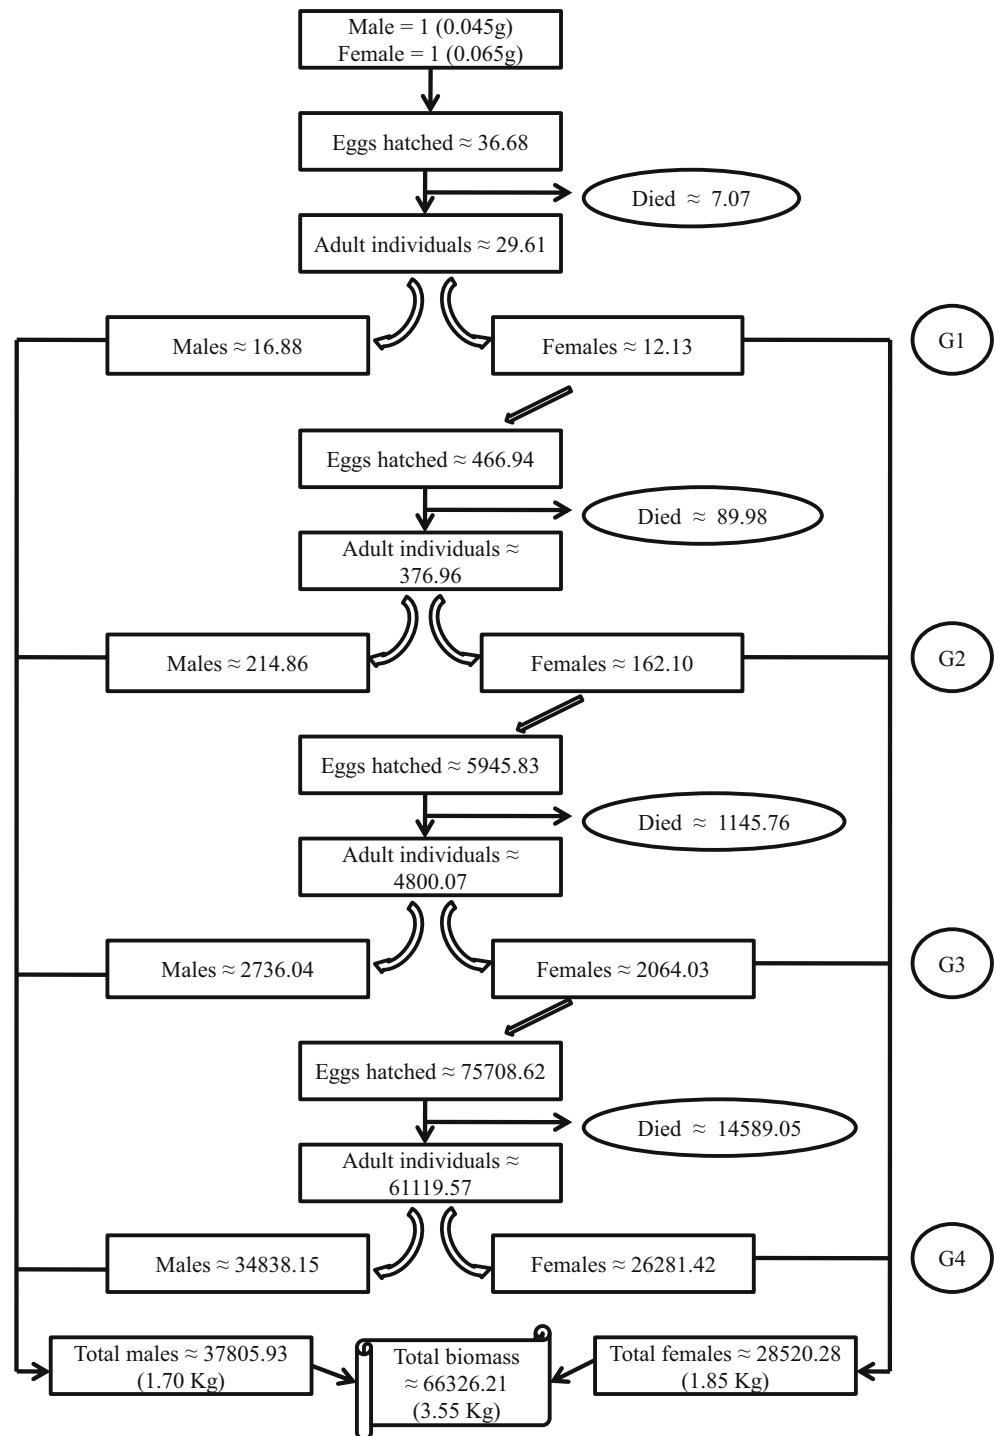 Male = 1 (0.045g)
Female = 1 (0.065g)
Eggs hatched ≈ 36.68
Died ≈ 7.07
Adult individuals ≈ 29.61
Males ≈ 16.88
Females ≈ 12.13
G1
Eggs hatched ≈ 466.94
Died ≈ 89.98
Adult individuals ≈
376.96
Males ≈ 214.86
Females ≈ 162.10
G2
Eggs hatched ≈ 5945.83
Died ≈ 1145.76
Adult individuals ≈
4800.07
Males ≈ 2736.04
Females ≈ 2064.03
G3
Eggs hatched ≈ 75708.62
Died ≈ 14589.05
Adult individuals ≈
61119.57
Males ≈ 34838.15
Females ≈ 26281.42
G4
Total males ≈ 37805.93
(1.70 Kg)
Total biomass
≈ 66326.21
(3.55 Kg)
Total females ≈ 28520.28
(1.85 Kg)